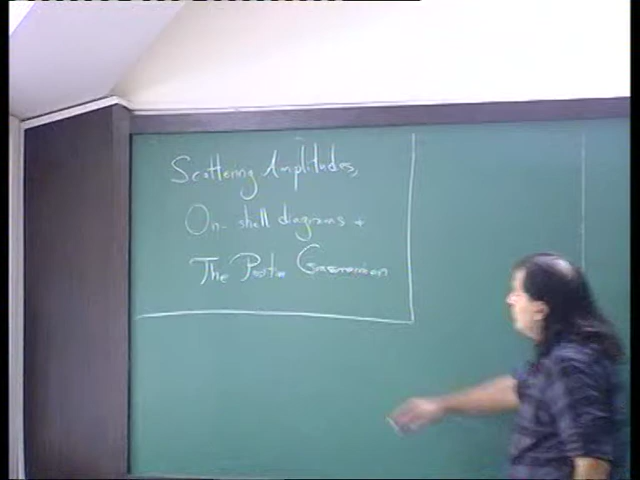 Scattering Amplitudes,
On-shell diagrams +
The Positive Grassmannian